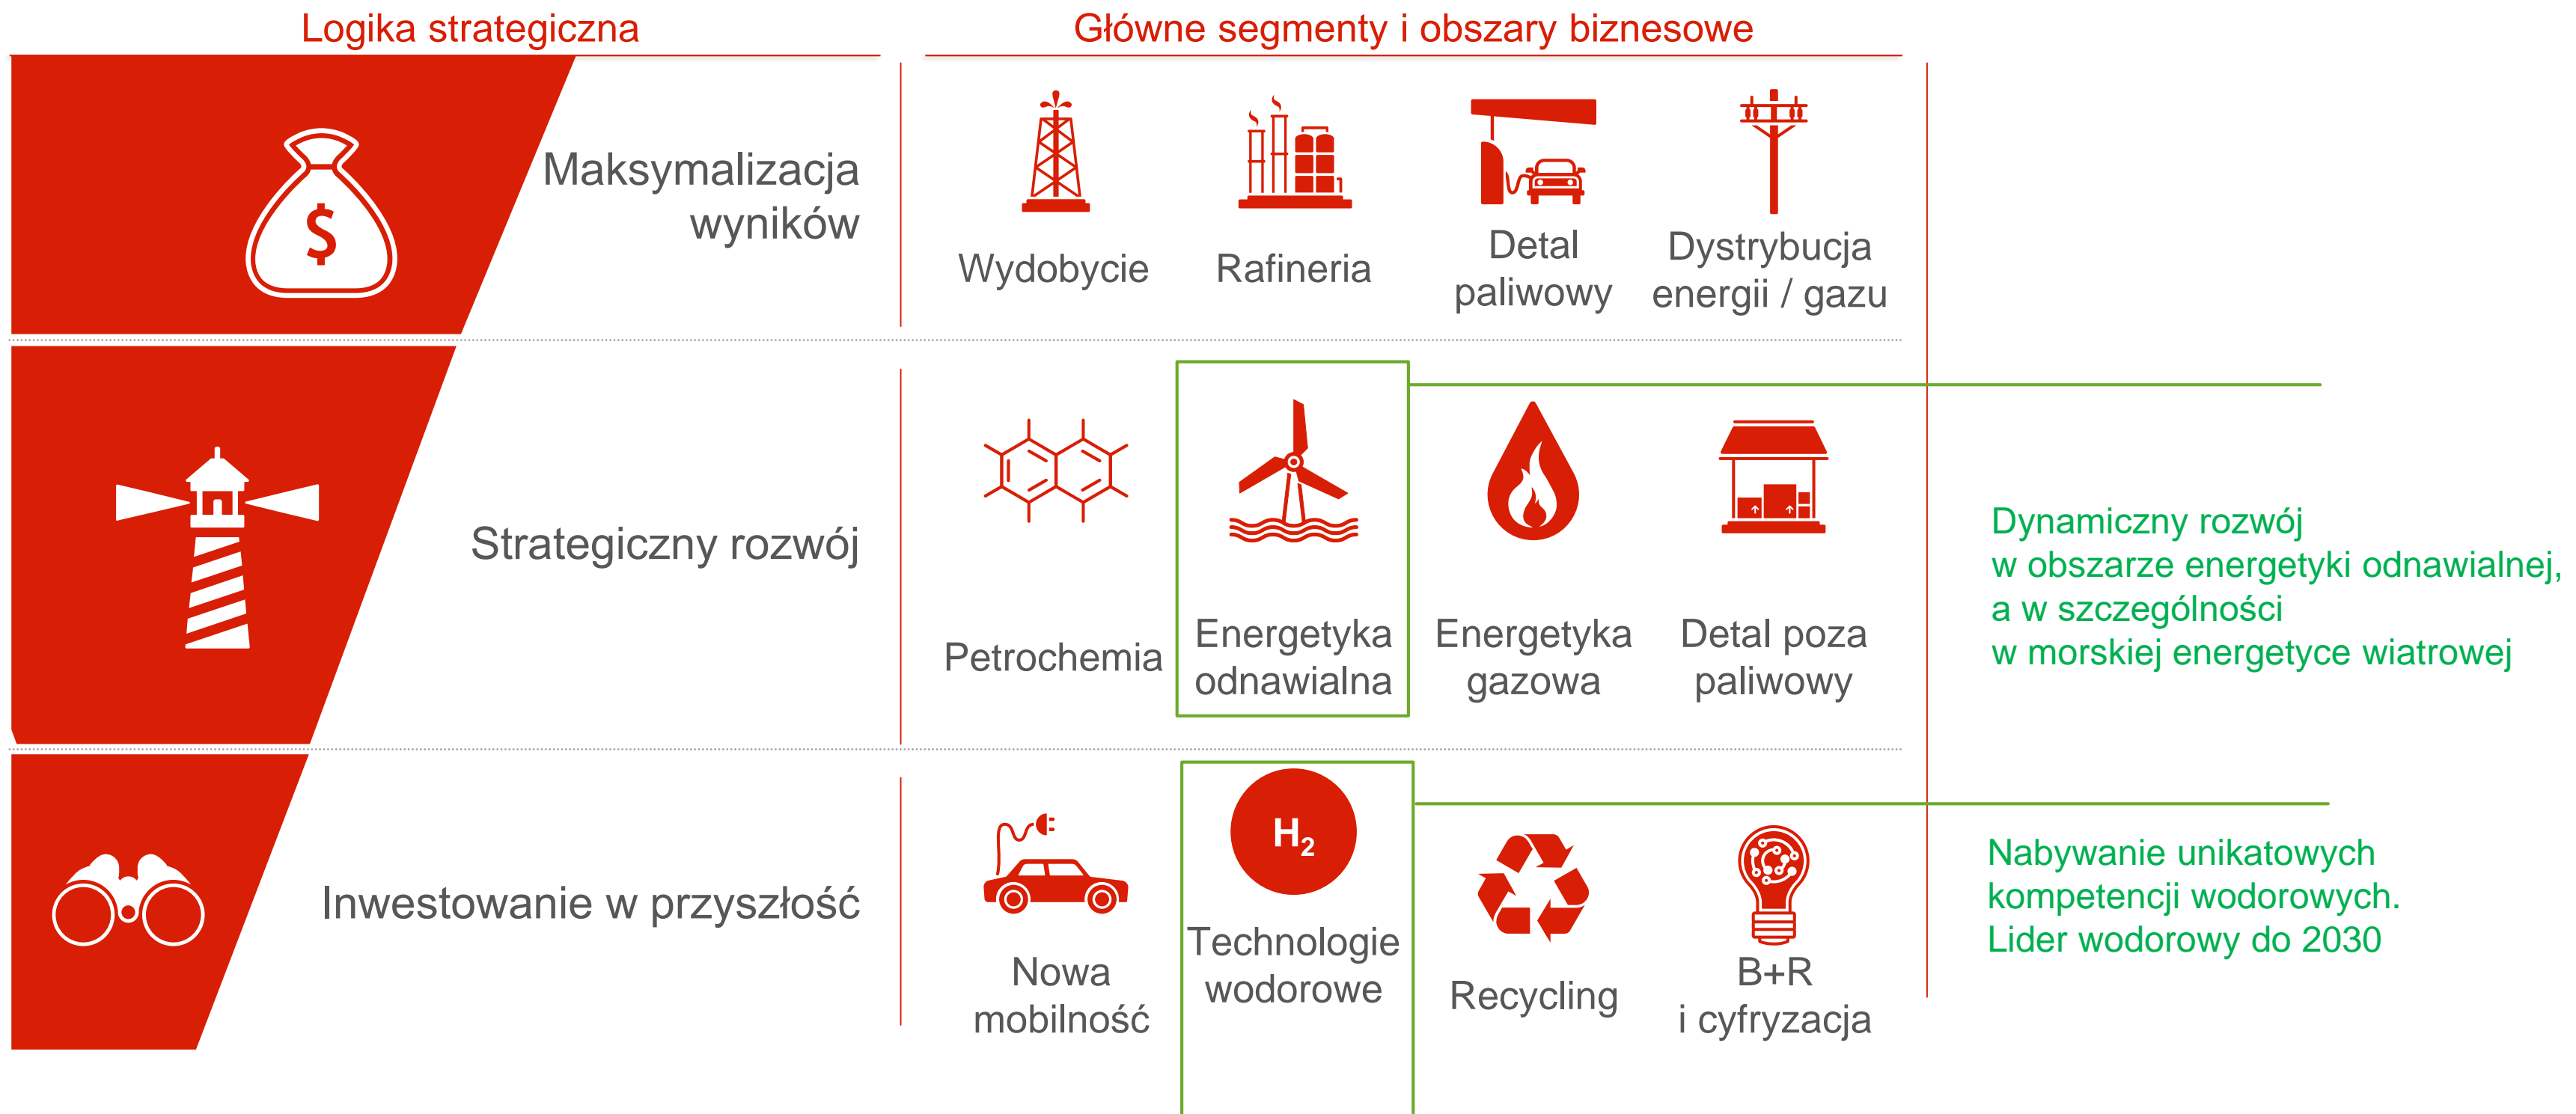 Logika strategiczna
Główne segmenty i obszary biznesowe
$
Maksymalizacja
wyników
Wydobycie
Rafineria
Detal
paliwowy
Dystrybucja
energii / gazu
Strategiczny rozwój
Petrochemia
Energetyka
odnawialna
Energetyka
gazowa
Detal poza
paliwowy
Dynamiczny rozwój
w obszarze energetyki odnawialnej,
a w szczególności
w morskiej energetyce wiatrowej
Inwestowanie w przyszłość
Nowa
mobilność
H₂
Technologie
wodorowe
Recycling
B+R
i cyfryzacja
Nabywanie unikatowych
kompetencji wodorowych.
Lider wodorowy do 2030